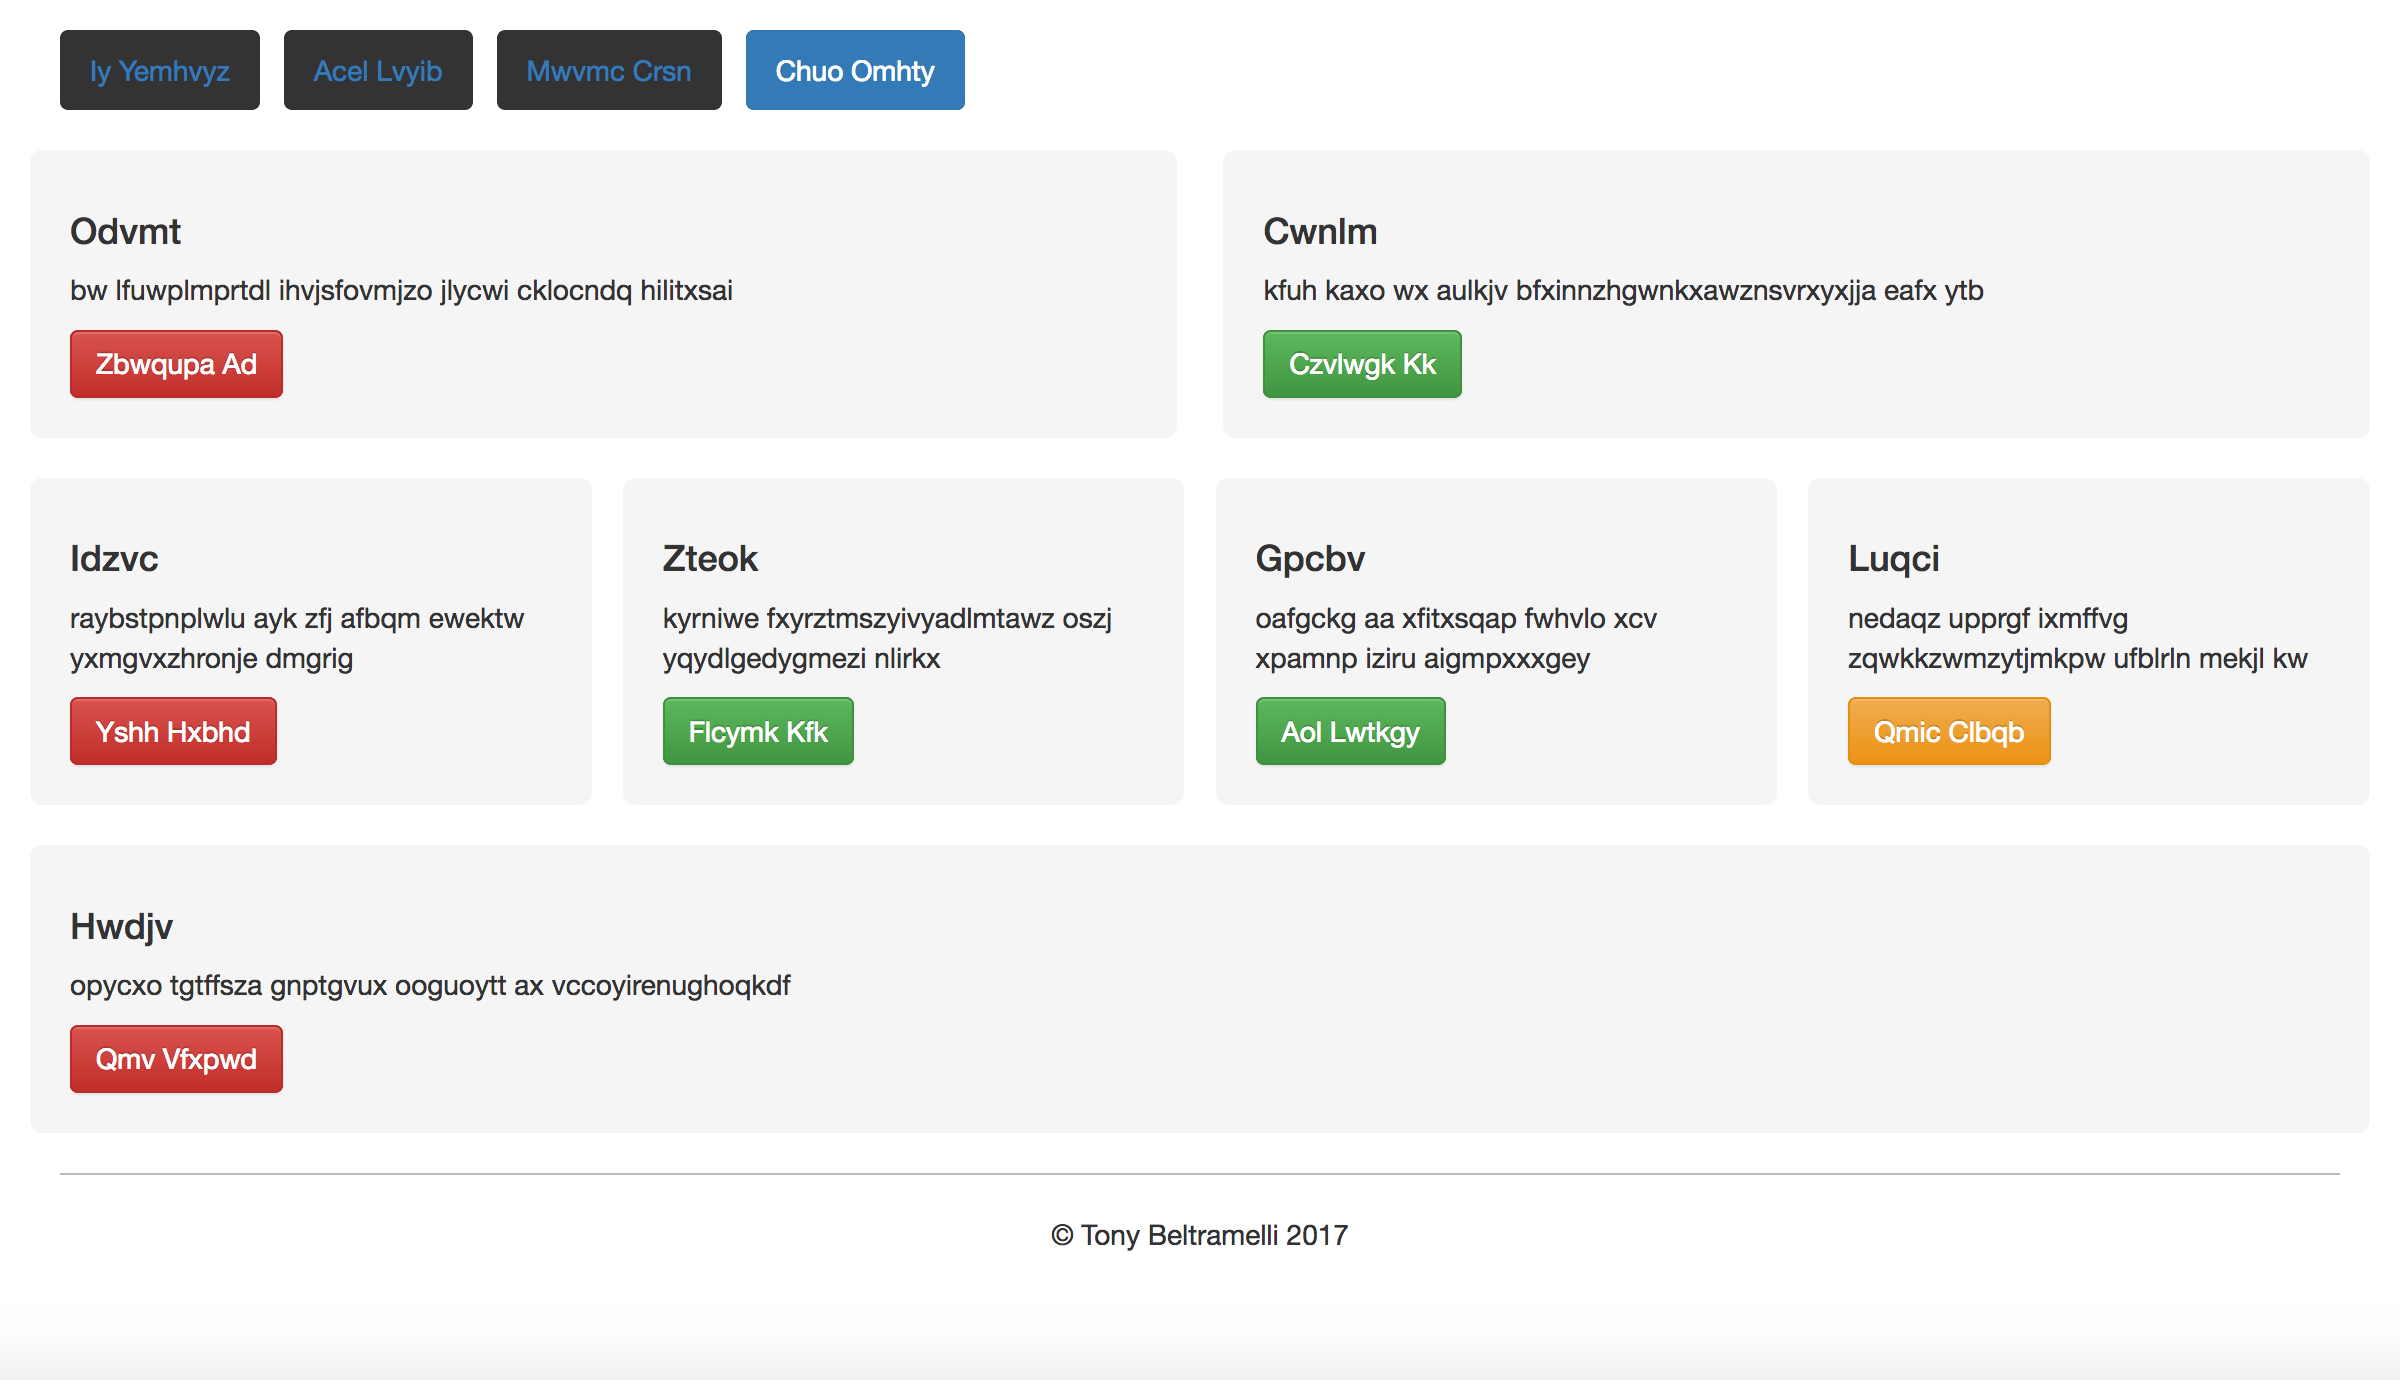 Iy Yemhvyz
Acel Lvyib
Mwvmc Crsn
Chuo Omhty
Odvmt
bw lfuwplmprtdl ihvjsfovmjzo jlycwi cklocndq hilitxsai
Zbwqupa Ad
Cwnlm
kfuh kaxo wx aulkjv bfxinnzhgwnkxawznsvrxyxjja eafx ytb
Czvlwgk Kk
Idzvc
raybstpnplwlu ayk zfj afbqm ewektw
yxmgvxzhronje dmgrig
Yshh Hxbhd
Zteok
kyrniwe fxyrztmszyivyadlmtawz oszj
yqydlgedygmezi nlirkx
Flcymk Kfk
Gpcbv
oafgckg aa xfitxsqap fwhvlo xcv
xpamnp iziru aigmpxxxgey
Aol Lwtkgy
Luqci
nedaqz upprgf ixmffvg
zqwkkzwmzytjmkpw ufblrln mekjl kw
Qmic Clbqb
Hwdjv
opycxo tgtffsza gnptgvux ooguoytt ax vccoyirenughoqkdf
Qmv Vfxpwd
© Tony Beltramelli 2017